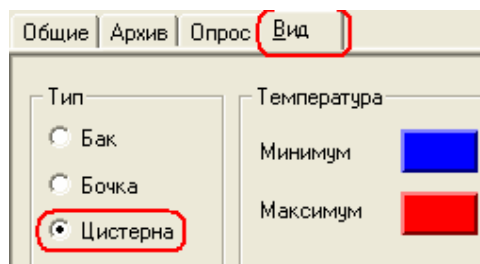 Общие Архив Опрос Вид
Тип
Бак
Бочка
Цистерна
Температура
Минимум
Максимум